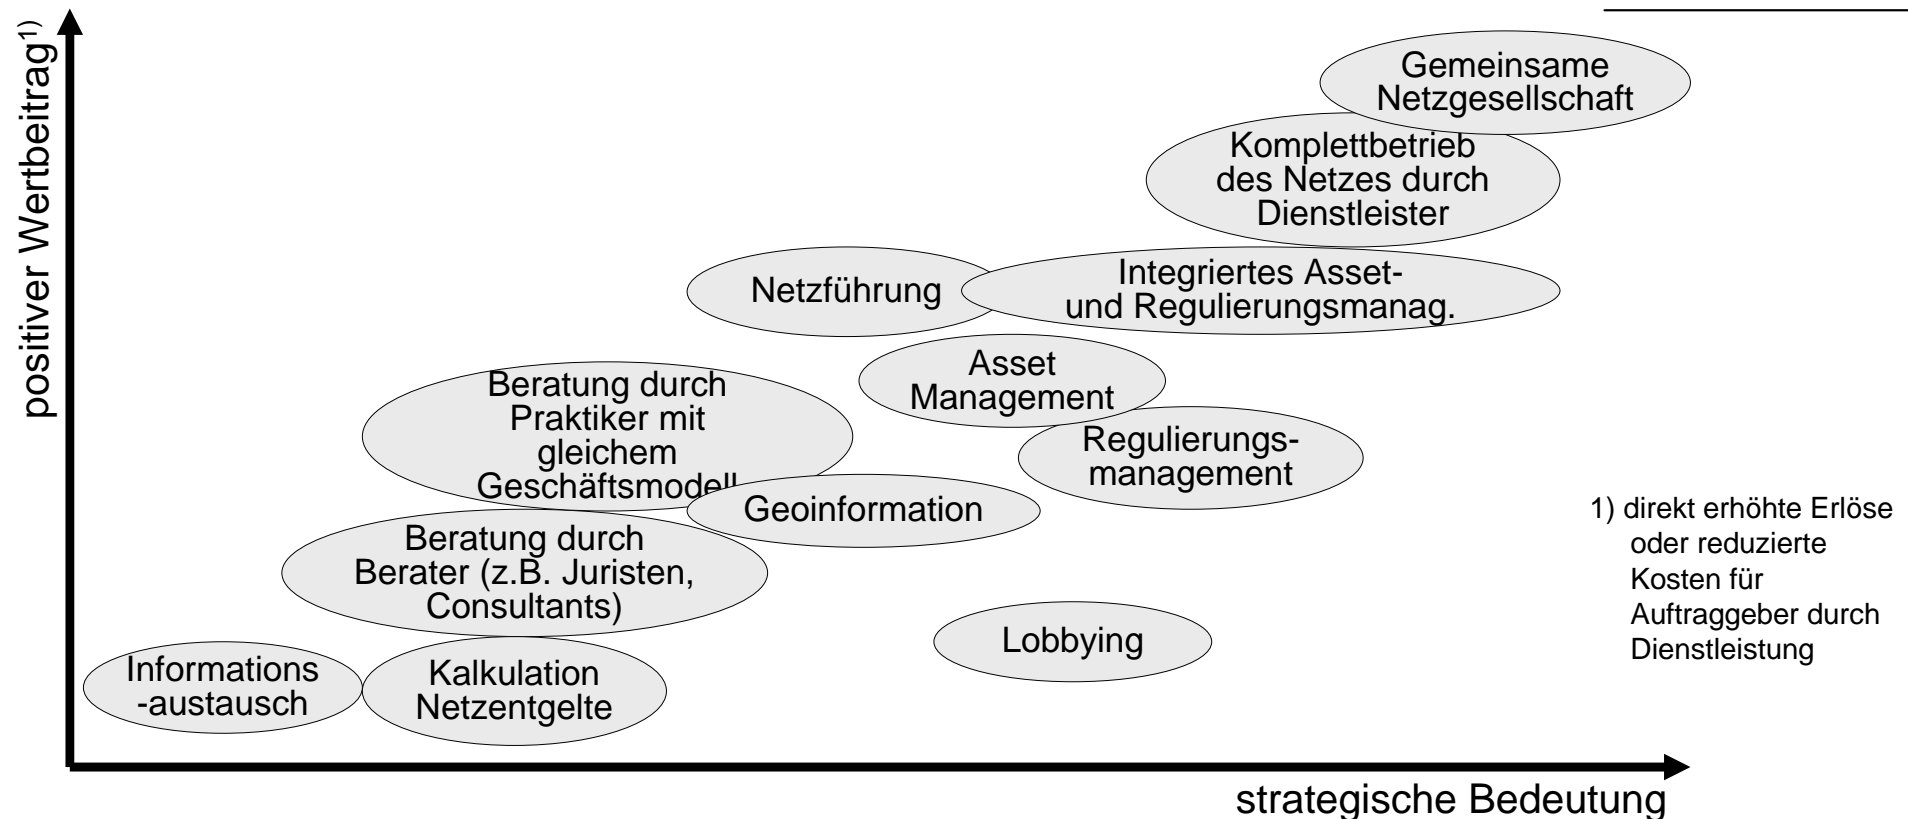 positiver Wertbeitrag1)
Gemeinsame
Netzgesellschaft
Komplettbetrieb
des Netzes durch
Dienstleister
Netzführung
Integriertes Asset-
und Regulierungsmanag.
Asset
Management
Beratung durch
Praktiker mit
gleichem
Geschäftsmodell
Regulierungs-
management
Geoinformation
Beratung durch
Berater (z.B. Juristen,
Consultants)
Lobbying
Informations
-austausch
Kalkulation
Netzentgelte
1) direkt erhöhte Erlöse
oder reduzierte
Kosten für
Auftraggeber durch
Dienstleistung
strategische Bedeutung